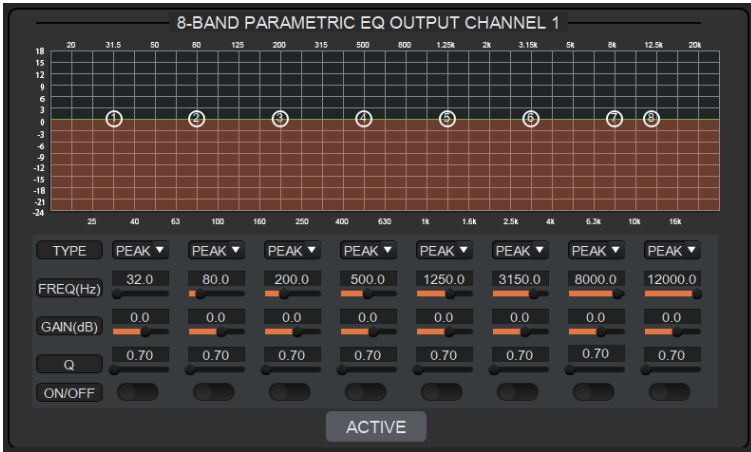 8-BAND PARAMETRIC EQ OUTPUT CHANNEL 1
20 31.5 50 80 125 200 315 500 800 1.25k 2k 3.15k 5k 8k 12.5k 20k
18
15
12
9
6
3
0 1 2 3 4 5 6 7 8
-3
-6
-9
-12
-15
-18
-21
-24
25 40 63 100 160 250 400 630 1k 1.6k 2.5k 4k 6.3k 10k 16k
TYPE PEAK PEAK PEAK PEAK PEAK PEAK PEAK PEAK
FREQ(Hz) 32.0 80.0 200.0 500.0 1250.0 3150.0 8000.0 12000.0
GAIN(dB) 0.0 0.0 0.0 0.0 0.0 0.0 0.0 0.0
Q 0.70 0.70 0.70 0.70 0.70 0.70 0.70 0.70
ON/OFF
ACTIVE